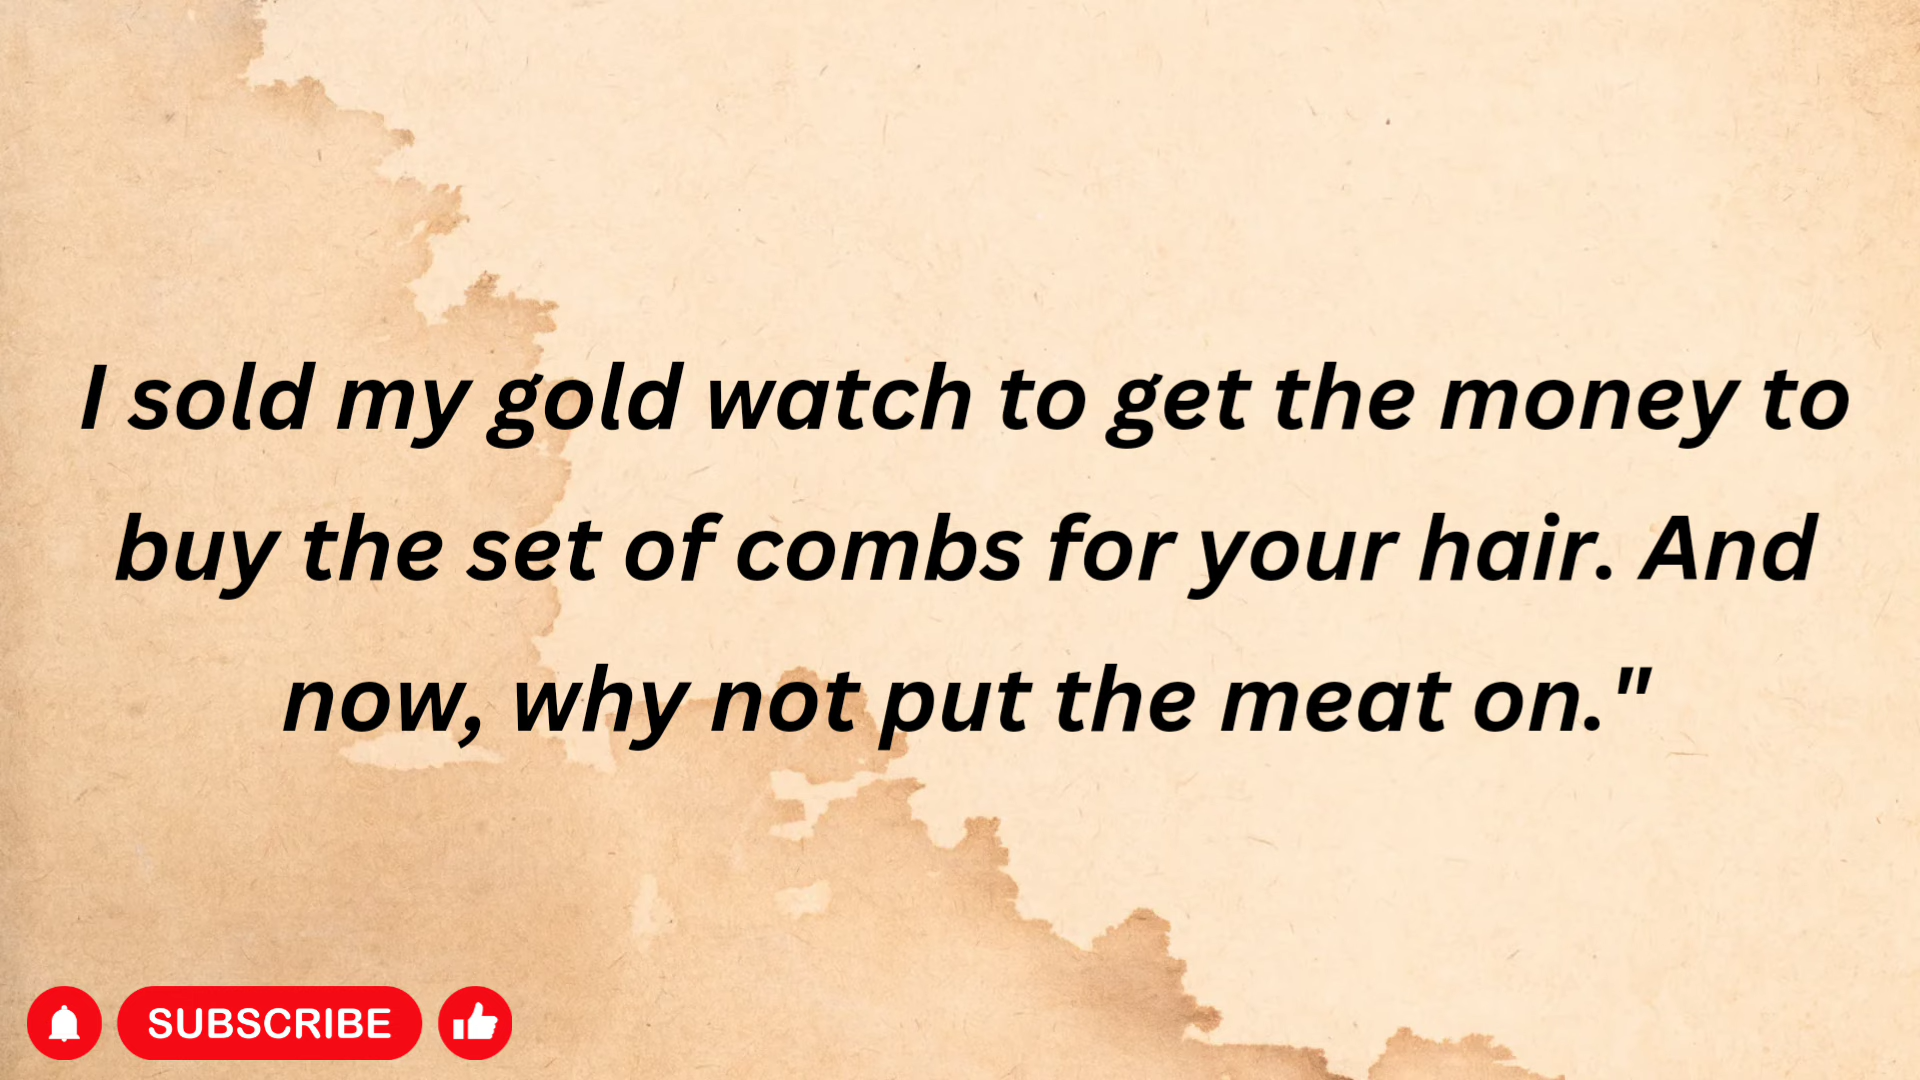 I sold my gold watch to get the money to
buy the set of combs for your hair. And
now, why not put the meat on."
SUBSCRIBE